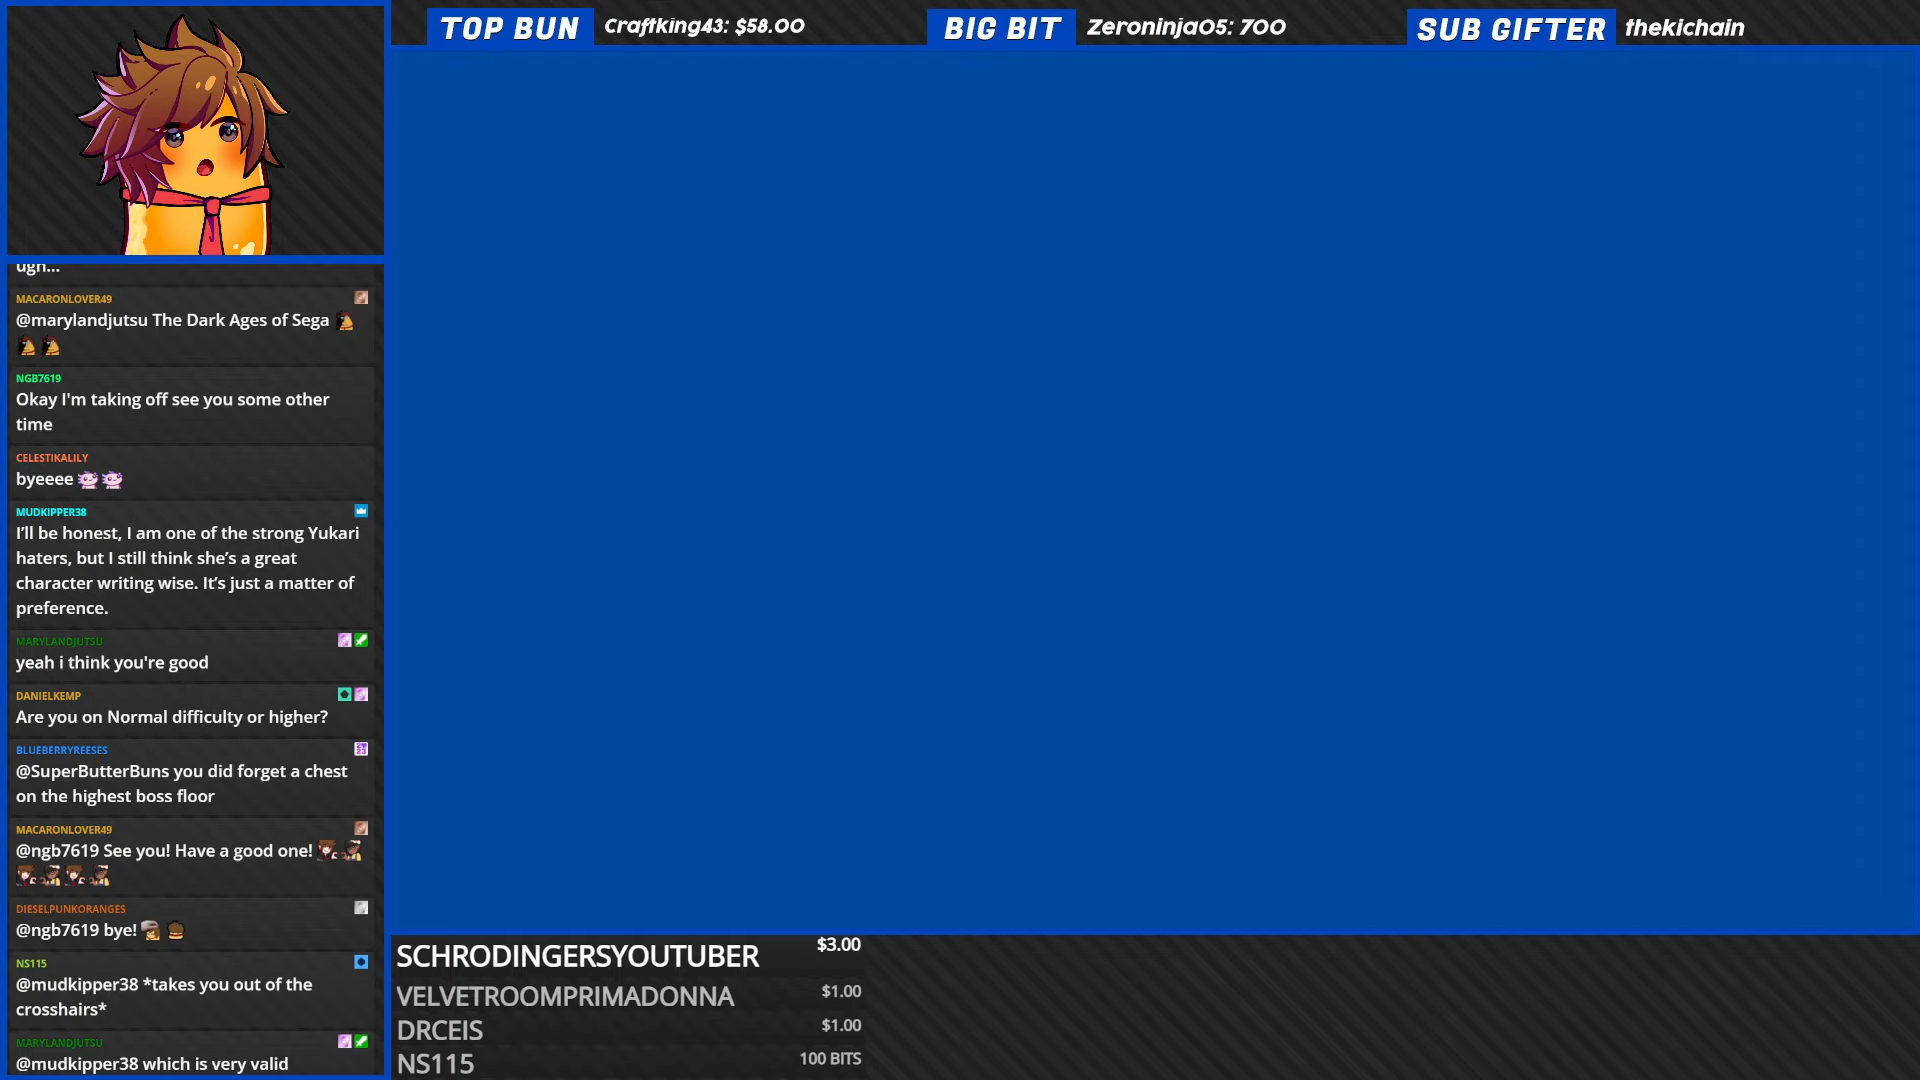 TOP BUN Craftking43: $58.00 BIG BIT Zeroninja05: 700 SUB GIFTER thekichain
ugh...
MACARONLOVER49
@marylandjutsu The Dark Ages of Sega
NGB7619
Okay I'm taking off see you some other
time
CELESTIKALILY
byeeee
MUDKIPPER38
I’ll be honest, I am one of the strong Yukari
haters, but I still think she’s a great
character writing wise. It’s just a matter of
preference.
MARYLANDJUTSU
yeah i think you're good
DANIELKEMP
Are you on Normal difficulty or higher?
BLUEBERRYREESES
@SuperButterBuns you did forget a chest
on the highest boss floor
MACARONLOVER49
@ngb7619 See you! Have a good one!
DIESELPUNKORANGES
@ngb7619 bye!
NS115
@mudkipper38 *takes you out of the
crosshairs*
MARYLANDJUTSU
@mudkipper38 which is very valid
SCHRODINGERSYOUTUBER $3.00
VELVETROOMPRIMADONNA $1.00
DRCEIS $1.00
NS115 100 BITS